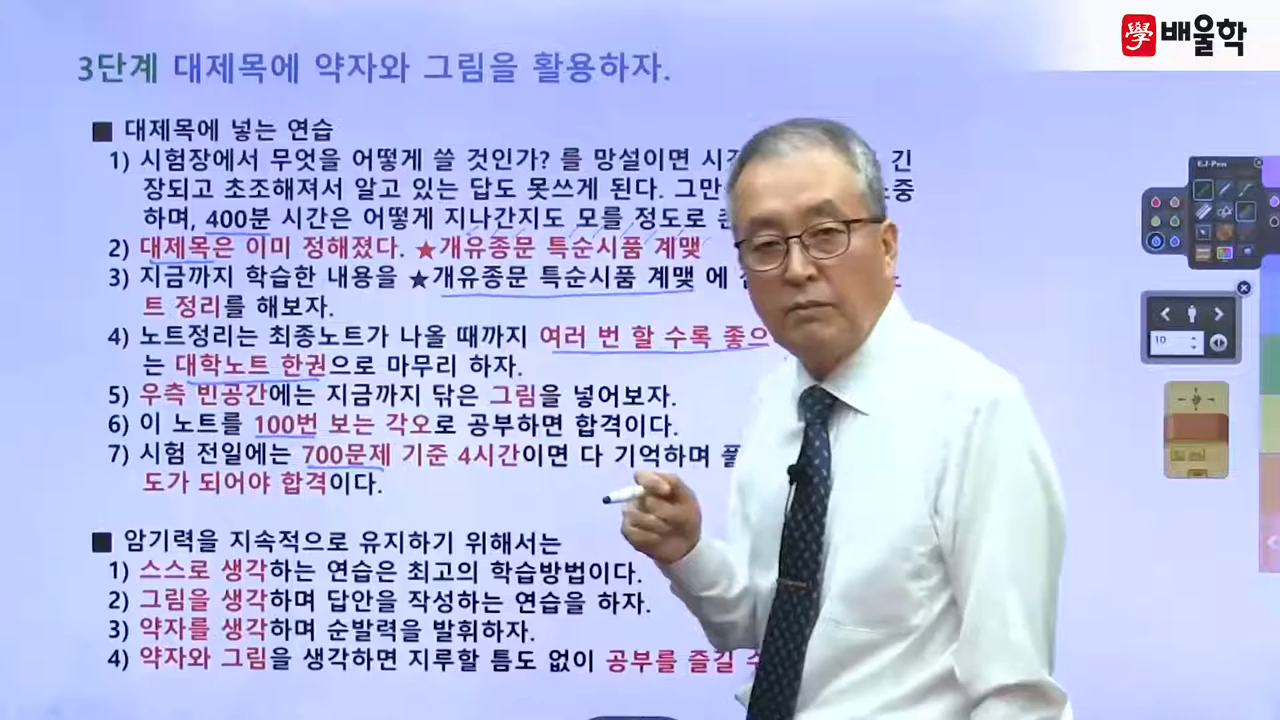 學 배울학
3단계 대제목에 약자와 그림을 활용하자.
■ 대제목에 넣는 연습
1) 시험장에서 무엇을 어떻게 쓸 것인가? 를 망설이면 긴
장되고 초조해져서 알고 있는 답도 못쓰게 된다.
하며, 400분 시간은 어떻게 지나간지도 모를 정도로
2) 대제목은 이미 정해졌다. ★개유종문 특순시품 계맺
3) 지금까지 학습한 내용을 ★개유종문 특순시품 계맺 에
트 정리를 해보자.
4) 노트정리는 최종노트가 나올 때까지 여러 번 할 수록
는 대학노트 한권으로 마무리 하자.
5) 우측 빈공간에는 지금까지 닦은 그림을 넣어보자.
6) 이 노트를 100번 보는 각오로 공부하면 합격이다.
7) 시험 전일에는 700문제 기준 4시간이면 다 기억하며
도가 되어야 합격이다.
■ 암기력을 지속적으로 유지하기 위해서는
1) 스스로 생각하는 연습은 최고의 학습방법이다.
2) 그림을 생각하며 답안을 작성하는 연습을 하자.
3) 약자를 생각하며 순발력을 발휘하자.
4) 약자와 그림을 생각하면 지루할 틈도 없이 공부를 즐길
EJ-Pen
10